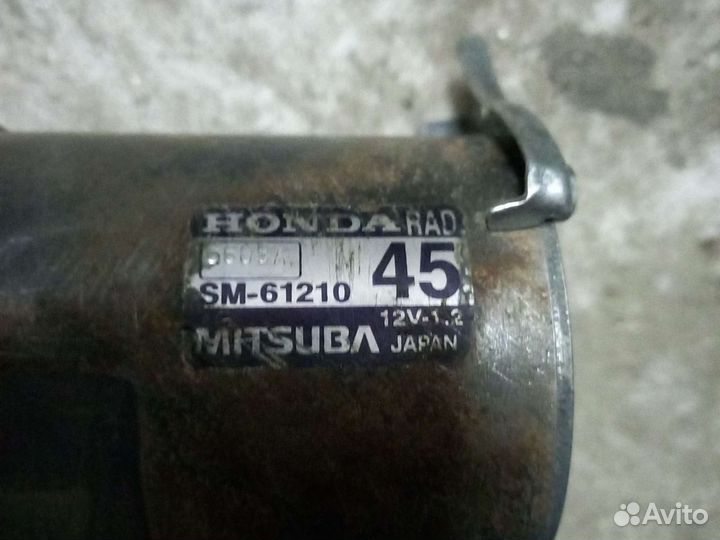 HONDA RAD
45
SM-61210
12V-1.2
MITSUBA JAPAN
Avito